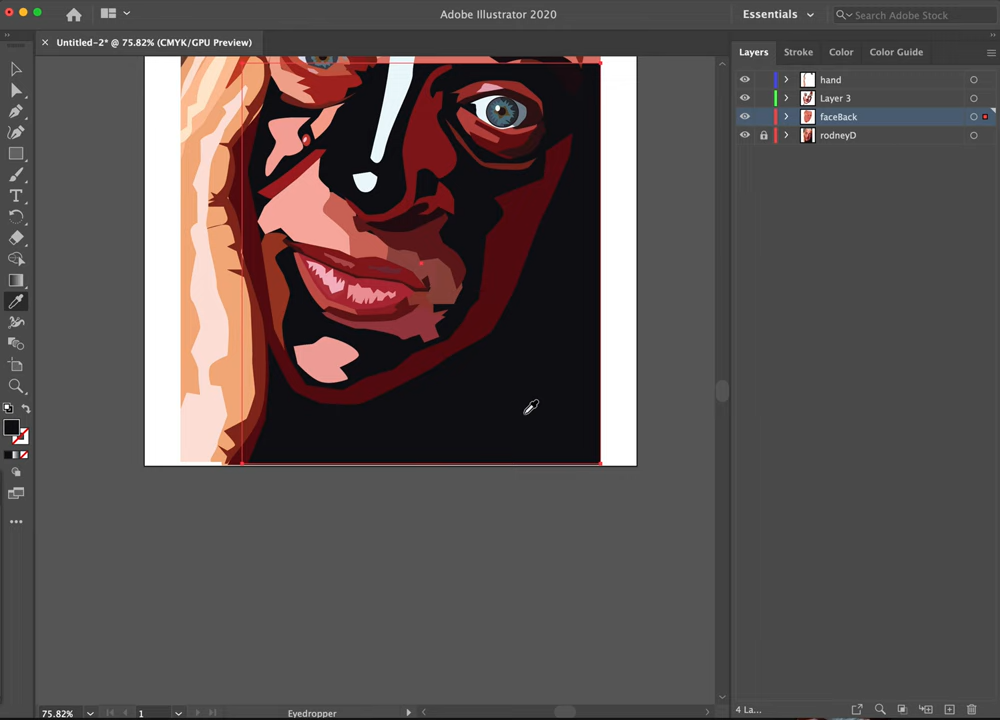 Adobe Illustrator 2020
Essentials
Search Adobe Stock
Untitled-2* @ 75.82% (CMYK/GPU Preview)
Layers Stroke Color Color Guide
hand
Layer 3
faceBack
rodneyD
75.82% 1 Eyedropper 4 La...